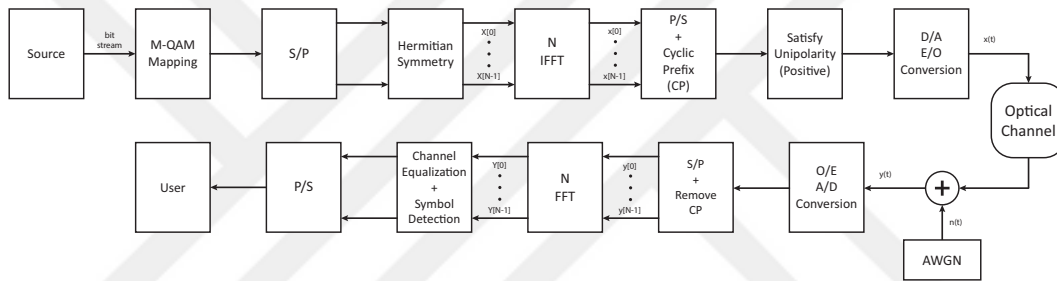 Source
bit
stream
M-QAM
Mapping
S/P
Hermitian
Symmetry
X[0]
X[N-1]
N
IFFT
x[0]
x[N-1]
P/S
+
Cyclic
Prefix
(CP)
Satisfy
Unipolarity
(Positive)
D/A
E/O
Conversion
x(t)
Optical
Channel
+
n(t)
AWGN
y(t)
O/E
A/D
Conversion
S/P
+
Remove
CP
y[0]
y[N-1]
N
FFT
Y[0]
Y[N-1]
Channel
Equalization
+
Symbol
Detection
P/S
User